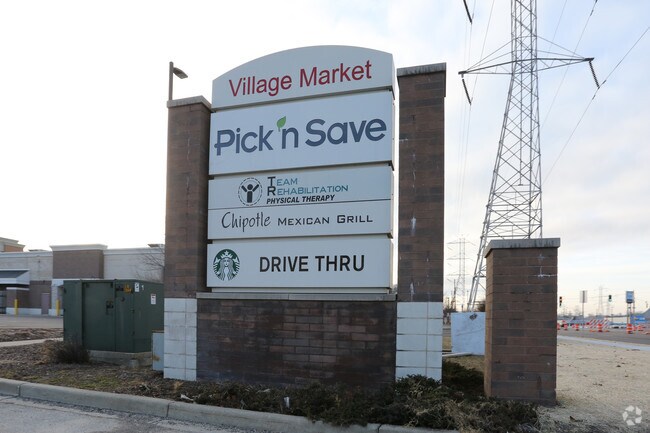 Village Market
Pick 'n Save
TEAM
REHABILITATION
PHYSICAL THERAPY
CHIPOTLE MEXICAN GRILL
DRIVE THRU